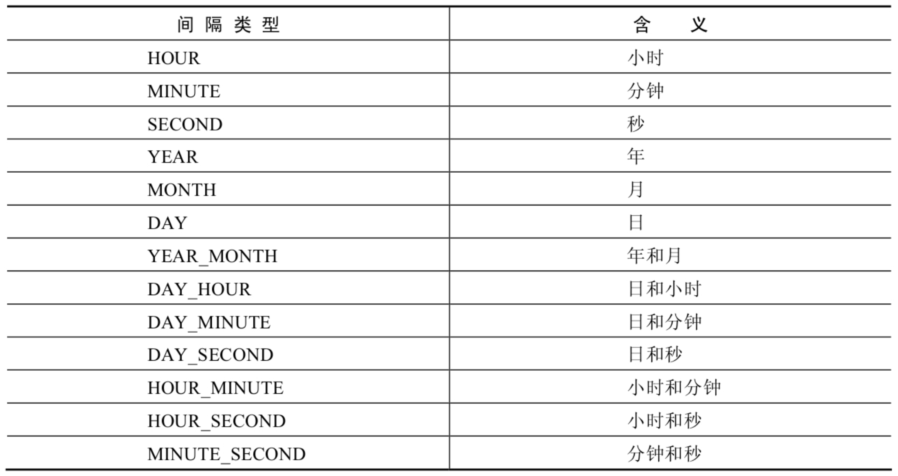 间隔类型 含义
HOUR 小时
MINUTE 分钟
SECOND 秒
YEAR 年
MONTH 月
DAY 日
YEAR_MONTH 年和月
DAY_HOUR 日和小时
DAY_MINUTE 日和分钟
DAY_SECOND 日和秒
HOUR_MINUTE 小时和分钟
HOUR_SECOND 小时和秒
MINUTE_SECOND 分钟和秒